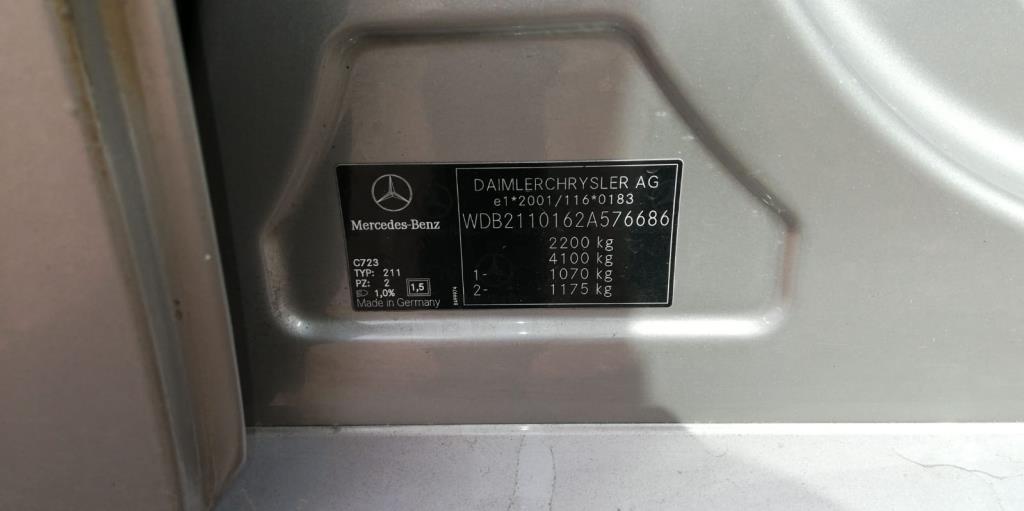 Mercedes-Benz
C723
TYP: 211
PZ: 2
1,0%
1,5
Made in Germany
DAIMLERCHRYSLER AG
e1*2001/116*0183
WDB2110162A576686
2200 kg
4100 kg
1- 1070 kg
2- 1175 kg